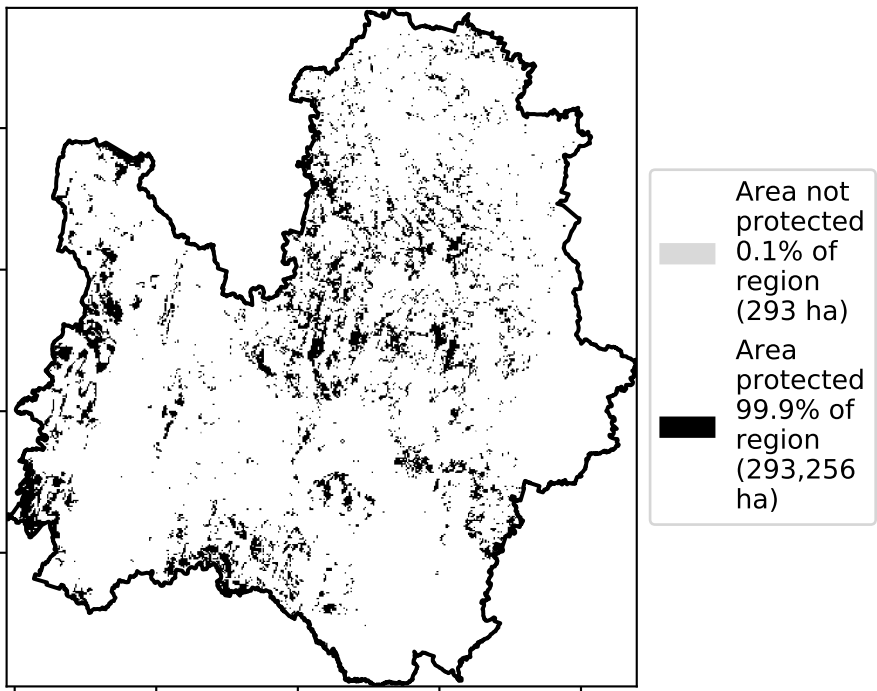 Area not
protected
0.1% of
region
(293 ha)
Area
protected
99.9% of
region
(293,256
ha)